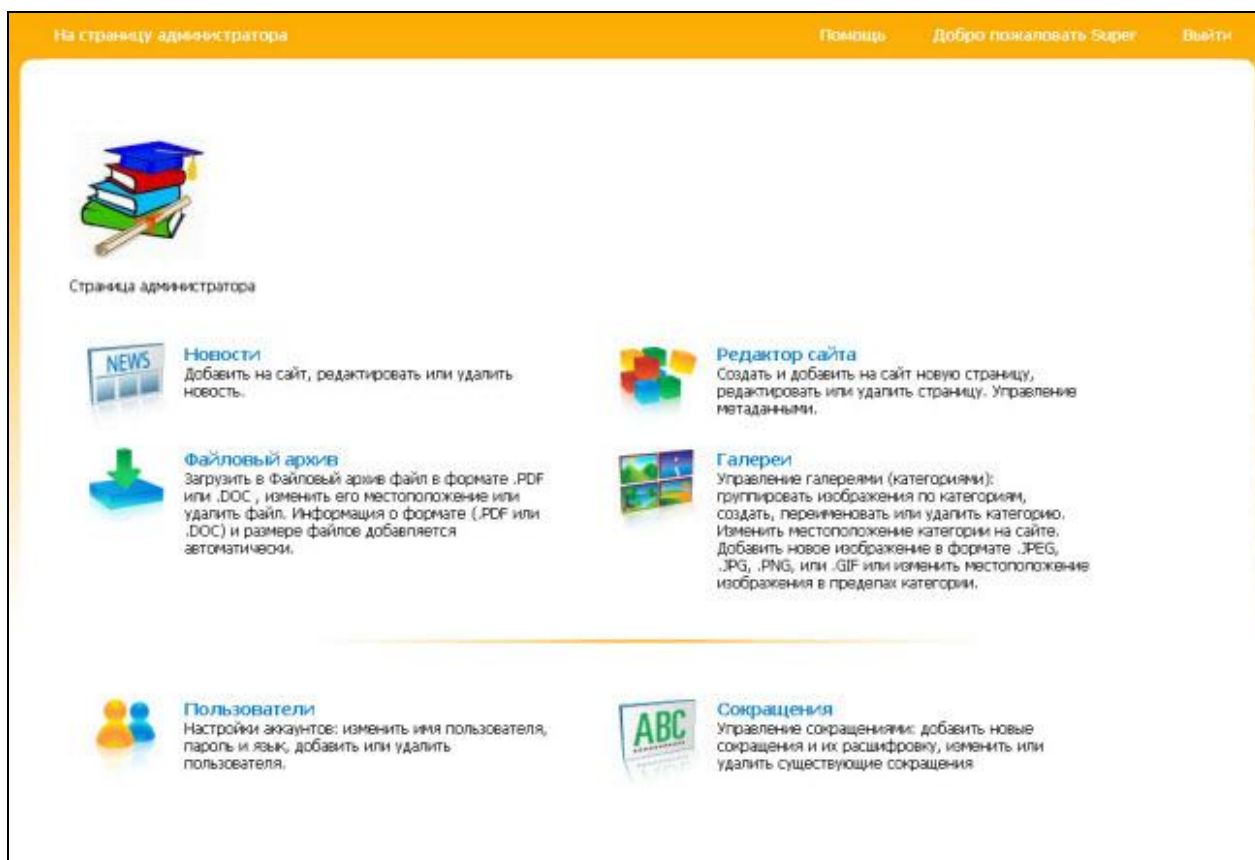 На страницу администратора Помощь Добро пожаловать Super Выйти
Страница администратора
NEWS
Новости
Добавить на сайт, редактировать или удалить
новость.
Редактор сайта
Создать и добавить на сайт новую страницу,
редактировать или удалить страницу. Управление
метаданными.
Файловый архив
Загрузить в Файловый архив файл в формате .PDF
или .DOC , изменить его местоположение или
удалить файл. Информация о формате (.PDF или
.DOC) и размере файлов добавляется
автоматически.
Галереи
Управление галереями (категориями):
группировать изображения по категориям,
создать, переименовать или удалить категорию.
Изменить местоположение категории на сайте.
Добавить новое изображение в формате .JPEG,
.JPG, .PNG, или .GIF или изменить местоположение
изображения в пределах категории.
Пользователи
Настройки аккаунтов: изменить имя пользователя,
пароль и язык, добавить или удалить
пользователя.
ABC
Сокращения
Управление сокращениями: добавить новые
сокращения и их расшифровку, изменить или
удалить существующие сокращения